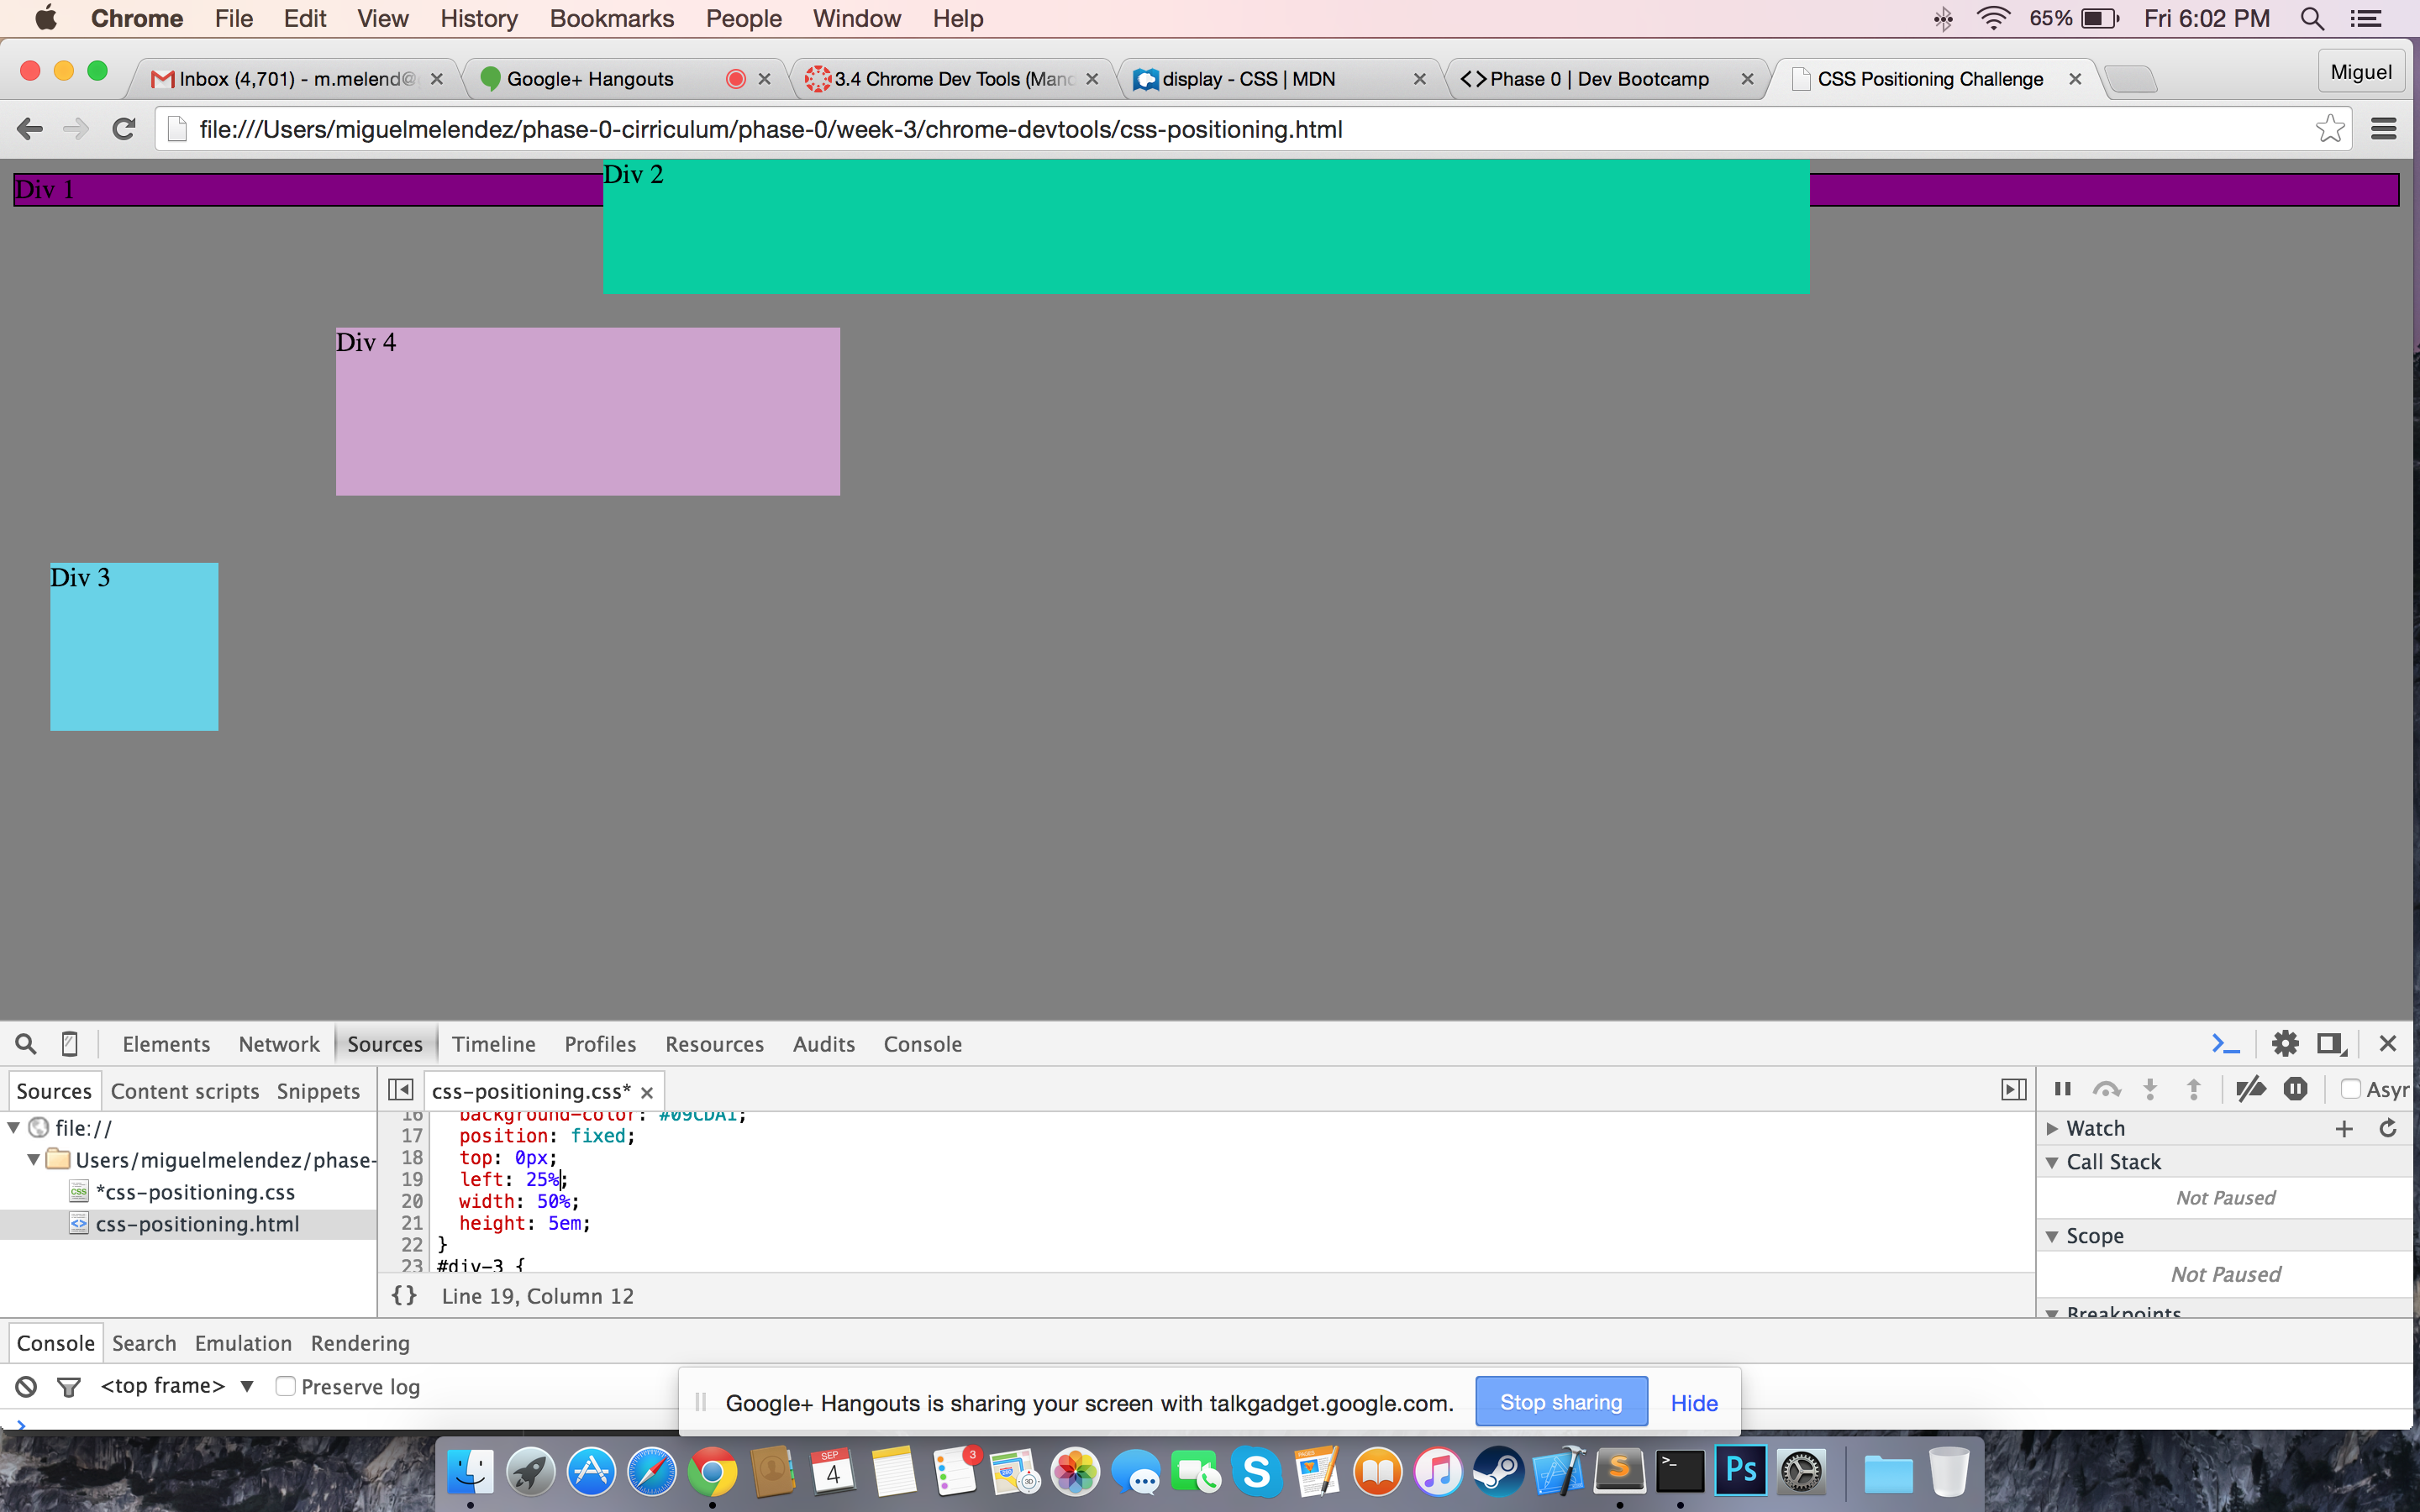 Chrome File Edit View History Bookmarks People Window Help 65% Fri 6:02 PM
Inbox (4,701) - m.melend@ Google+ Hangouts 3.4 Chrome Dev Tools (Mand display - CSS | MDN <> Phase 0 | Dev Bootcamp CSS Positioning Challenge Miguel
file:///Users/miguelmelendez/phase-0-cirriculum/phase-0/week-3/chrome-devtools/css-positioning.html
Div 1
Div 2
Div 4
Div 3
Elements Network Sources Timeline Profiles Resources Audits Console
Sources Content scripts Snippets css-positioning.css* Asyn
file://
Users/miguelmelendez/phase-
*css-positioning.css
css-positioning.html
16 background-color: #09CDA1;
17 position: fixed;
18 top: 0px;
19 left: 25%;
20 width: 50%;
21 height: 5em;
22 }
23 #div-3 {
{} Line 19, Column 12
Watch
Call Stack
Not Paused
Scope
Not Paused
Breakpoints
Console Search Emulation Rendering
<top frame> Preserve log
Google+ Hangouts is sharing your screen with talkgadget.google.com. Stop sharing Hide
SEP
4
3
PAGES
Ps